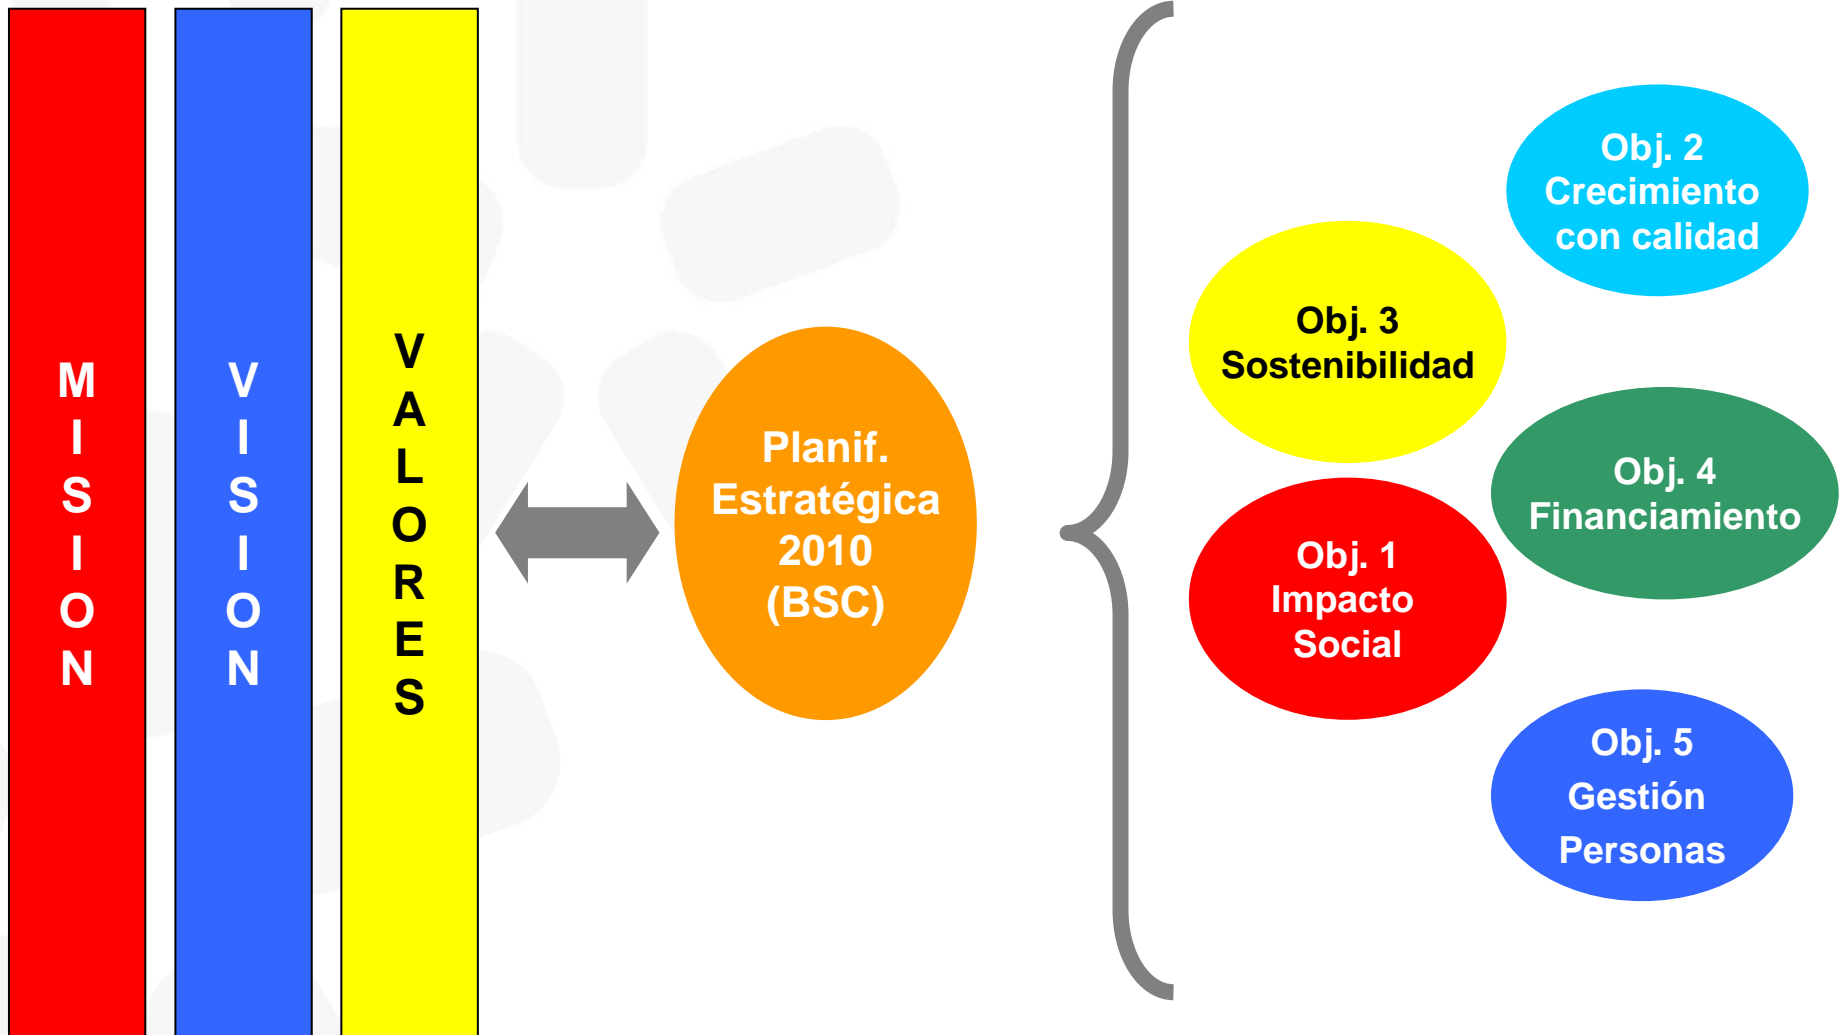 MISION
VISION
VALORES
Planif.
Estratégica
2010
(BSC)
Obj. 2
Crecimiento
con calidad
Obj. 3
Sostenibilidad
Obj. 4
Financiamiento
Obj. 1
Impacto
Social
Obj. 5
Gestión
Personas